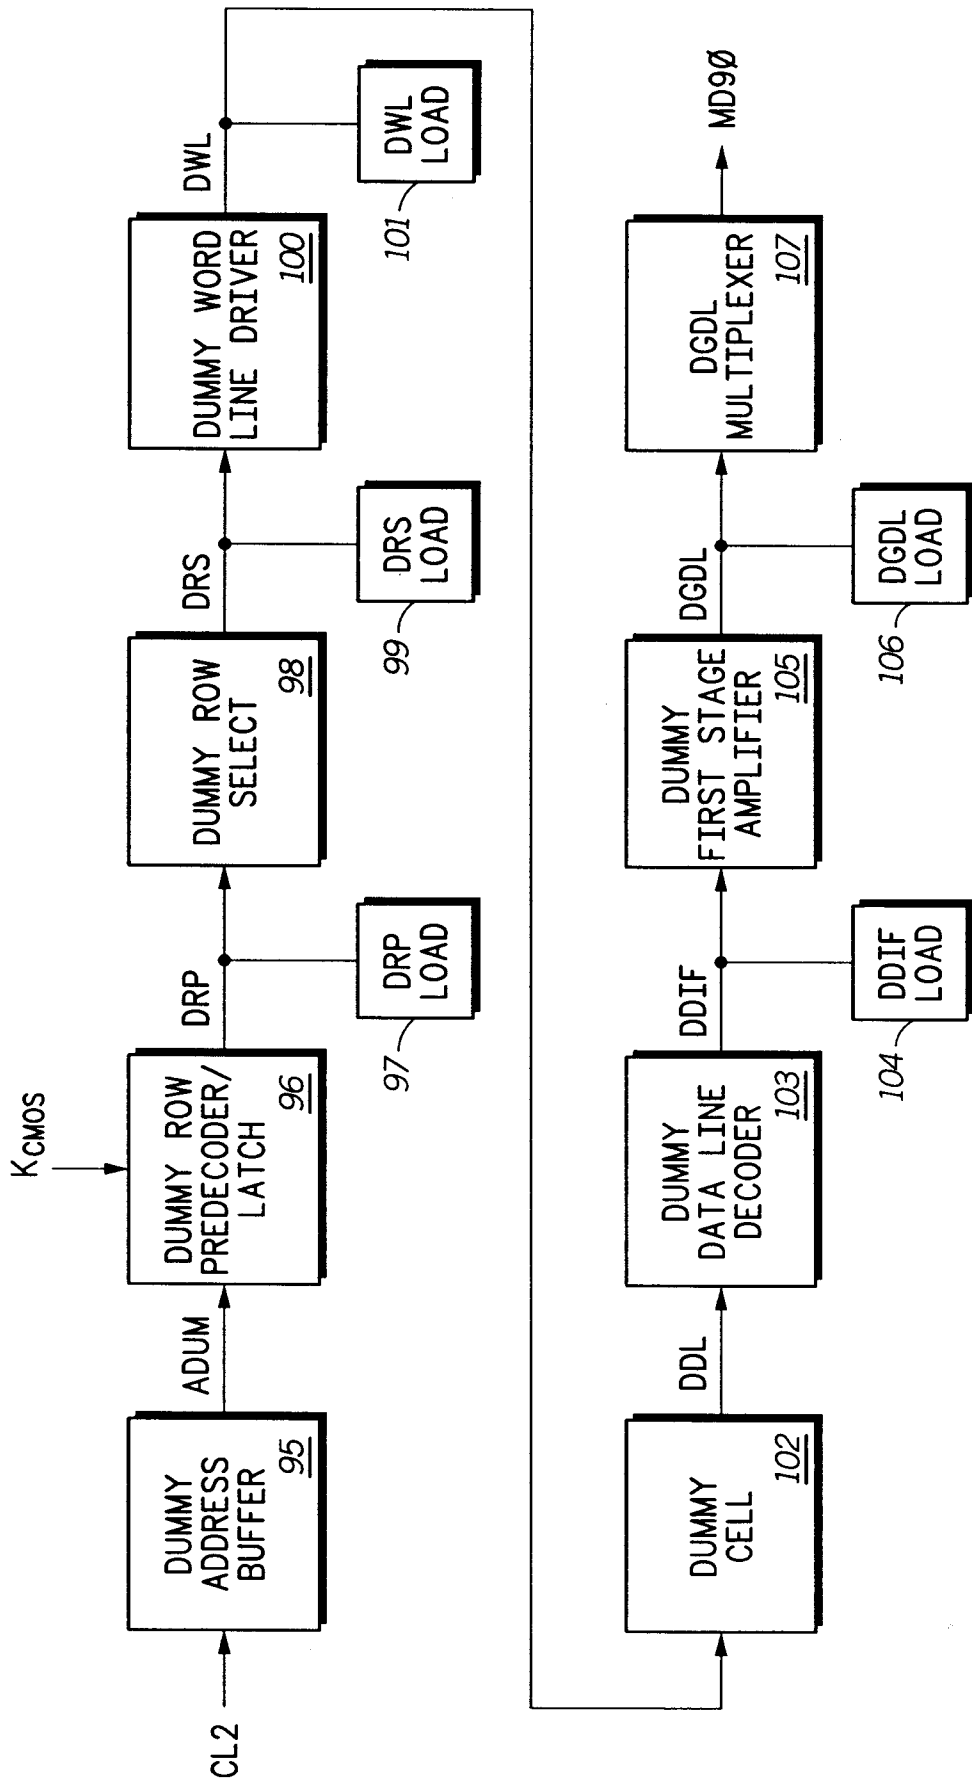 CL2
DUMMY
ADDRESS
BUFFER
95
ADUM
KCMOS
DUMMY ROW
PREDECODER/
LATCH
96
DRP
DRP
LOAD
97
DUMMY ROW
SELECT
98
DRS
DRS
LOAD
99
DUMMY WORD
LINE DRIVER
100
DWL
DWL
LOAD
101
DUMMY
CELL
102
DDL
DUMMY
DATA LINE
DECODER
103
DDIF
DDIF
LOAD
104
DUMMY
FIRST STAGE
AMPLIFIER
105
DGDL
DGDL
LOAD
106
DGDL
MULTIPLEXER
107
MD90̸